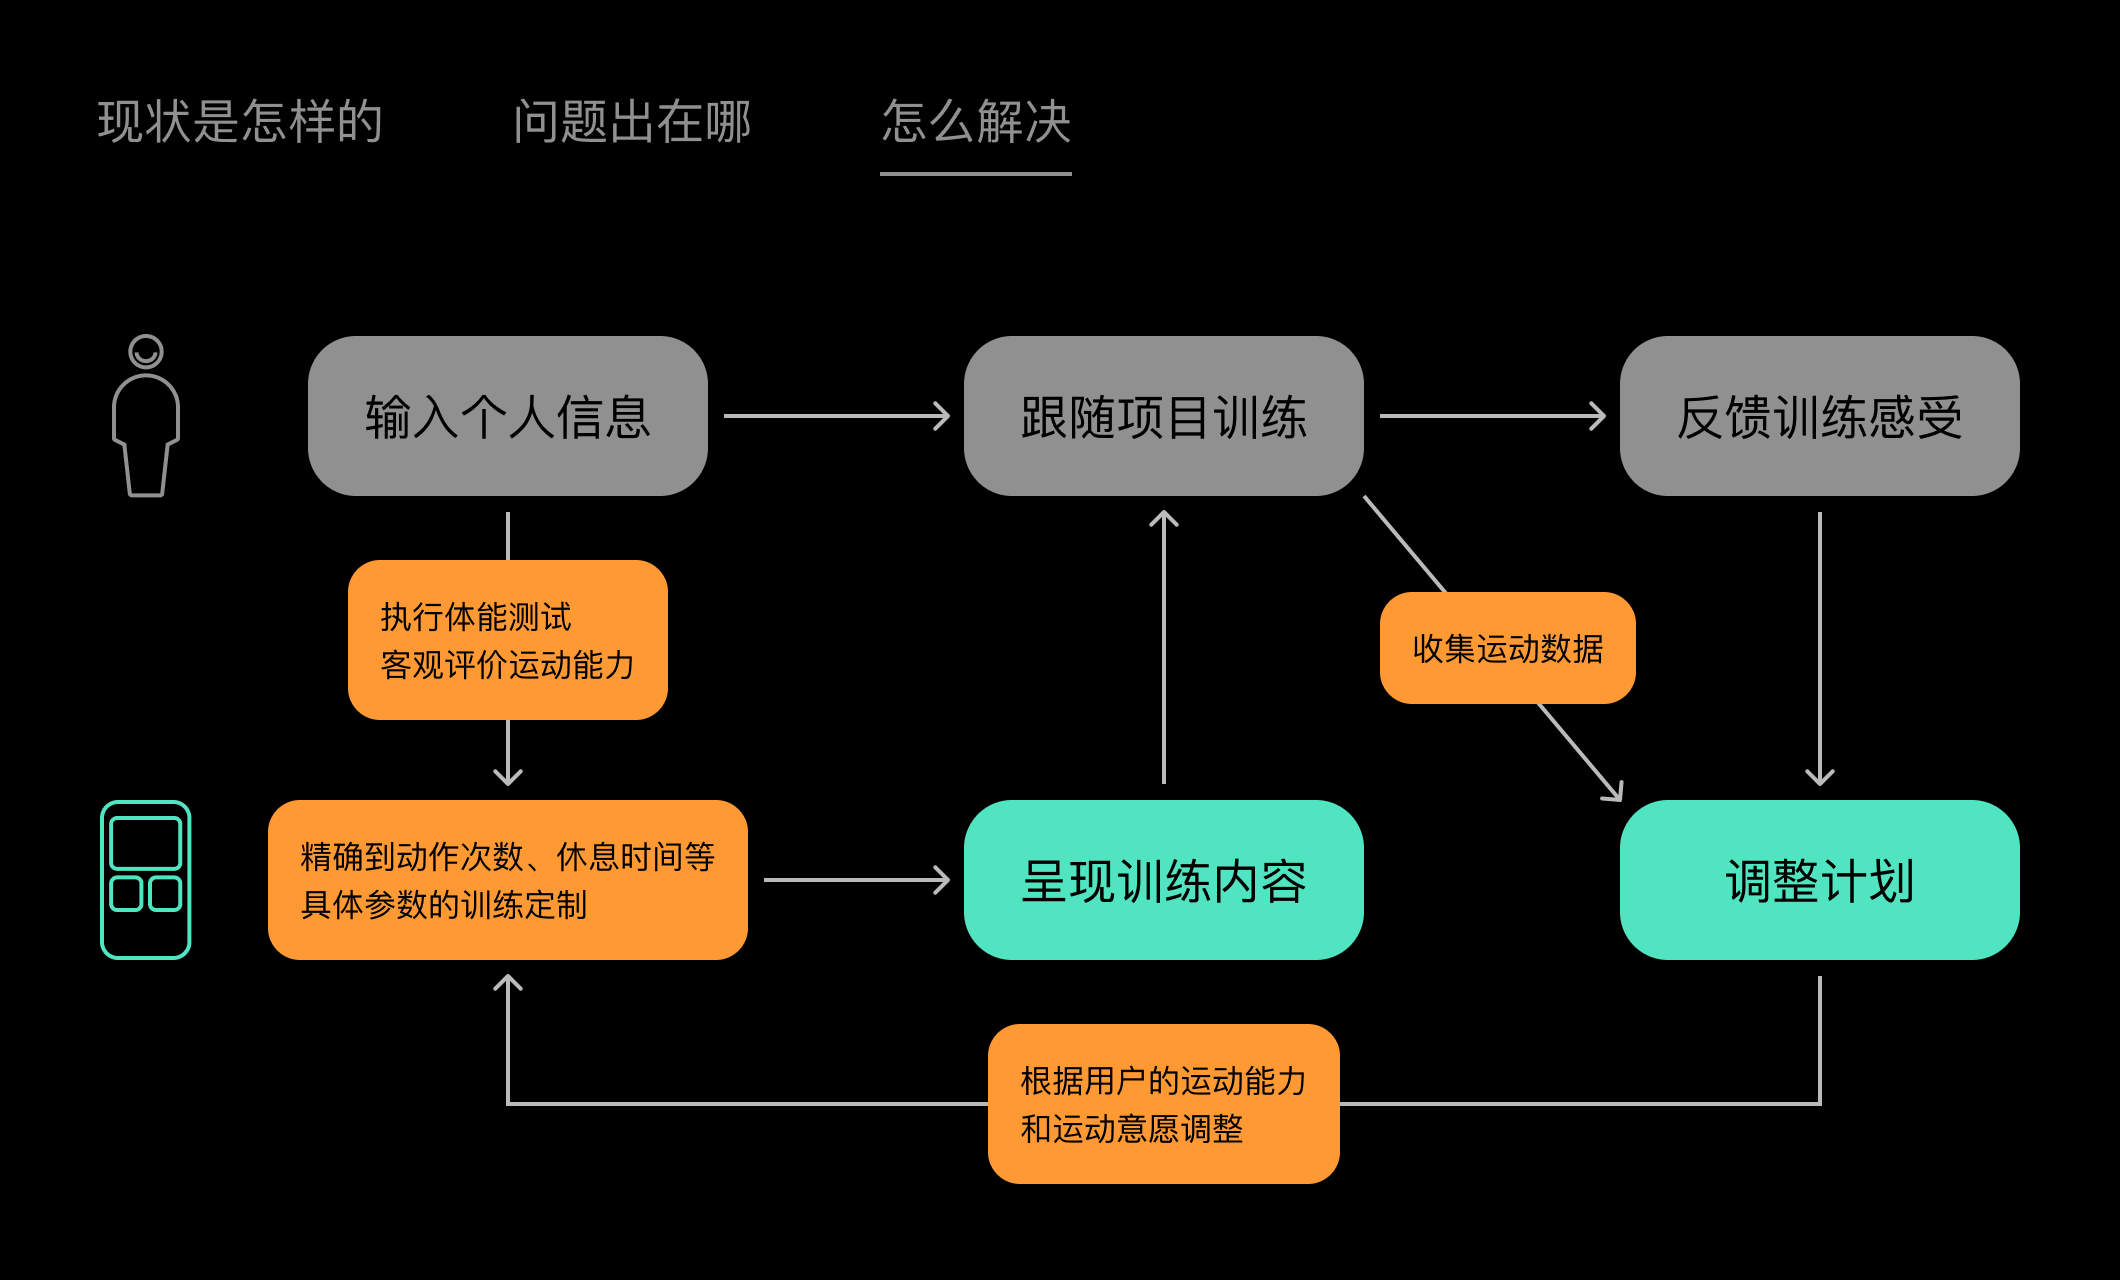 现状是怎样的
问题出在哪
怎么解决
输入个人信息
跟随项目训练
反馈训练感受
执行体能测试
客观评价运动能力
收集运动数据
精确到动作次数、休息时间等
具体参数的训练定制
呈现训练内容
调整计划
根据用户的运动能力
和运动意愿调整